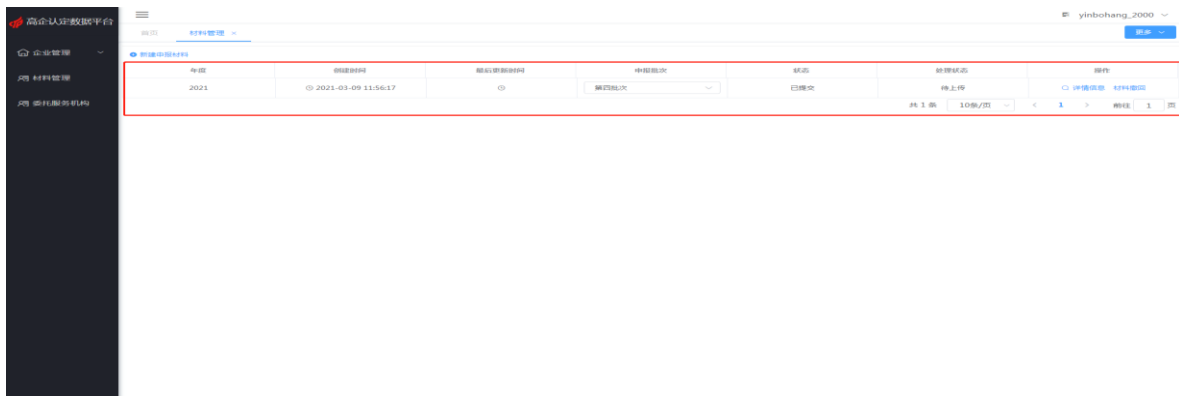 高企认定数据平台
yinbohang_2000
首页 材料管理 ×
更多
企业管理
材料管理
委托服务机构
新建申报材料
年度 创建时间 最后更新时间 申报批次 状态 处理状态 操作
2021 2021-03-09 11:56:17 第四批次 已提交 待上传 详情信息 材料撤回
共 1 条 10条/页 < 1 > 前往 1 页